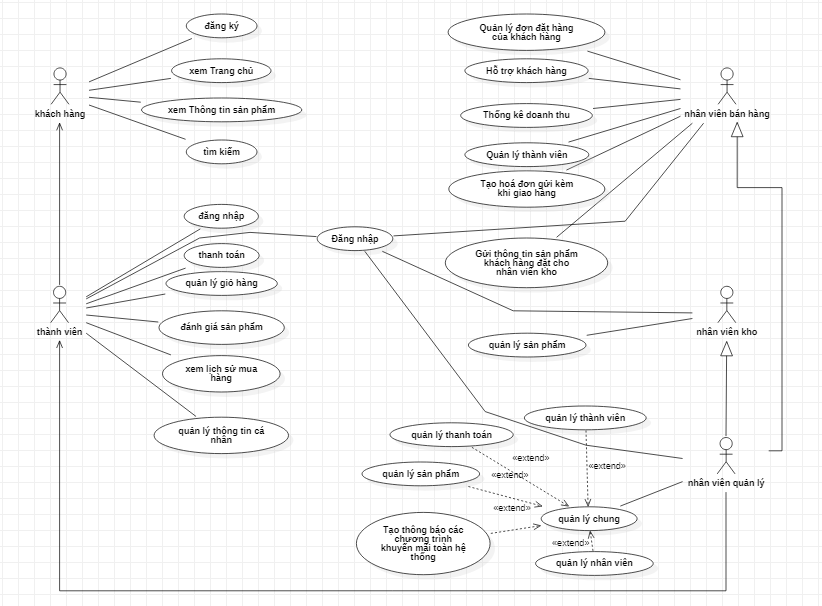 đăng ký
Quản lý đơn đặt hàng
của khách hàng
xem Trang chủ
Hỗ trợ khách hàng
khách hàng
xem Thông tin sản phẩm
Thống kê doanh thu
nhân viên bán hàng
tìm kiếm
Quản lý thành viên
Tạo hoá đơn gửi kèm
khi giao hàng
đăng nhập
Đăng nhập
thanh toán
Gửi thông tin sản phẩm
khách hàng đặt cho
nhân viên kho
quản lý giỏ hàng
thành viên
đánh giá sản phẩm
nhân viên kho
quản lý sản phẩm
xem lịch sử mua
hàng
quản lý thông tin cá
nhân
quản lý thành viên
quản lý thanh toán
«extend»
«extend»
quản lý sản phẩm
«extend»
nhân viên quản lý
«extend»
quản lý chung
Tạo thông báo các
chương trình
khuyến mãi toàn hệ
thống
«extend»
quản lý nhân viên